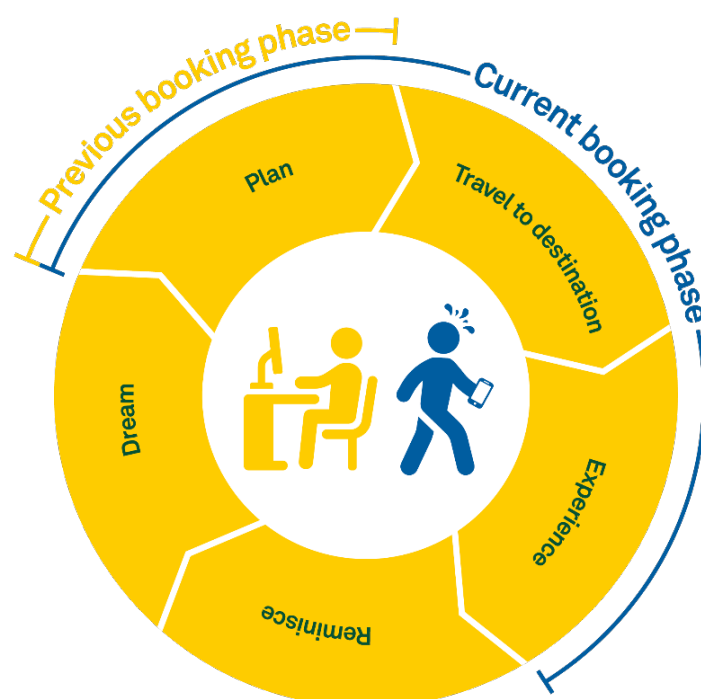 Previous booking phase
Current booking phase
Plan
Travel to destination
Experience
Reminisce
Dream